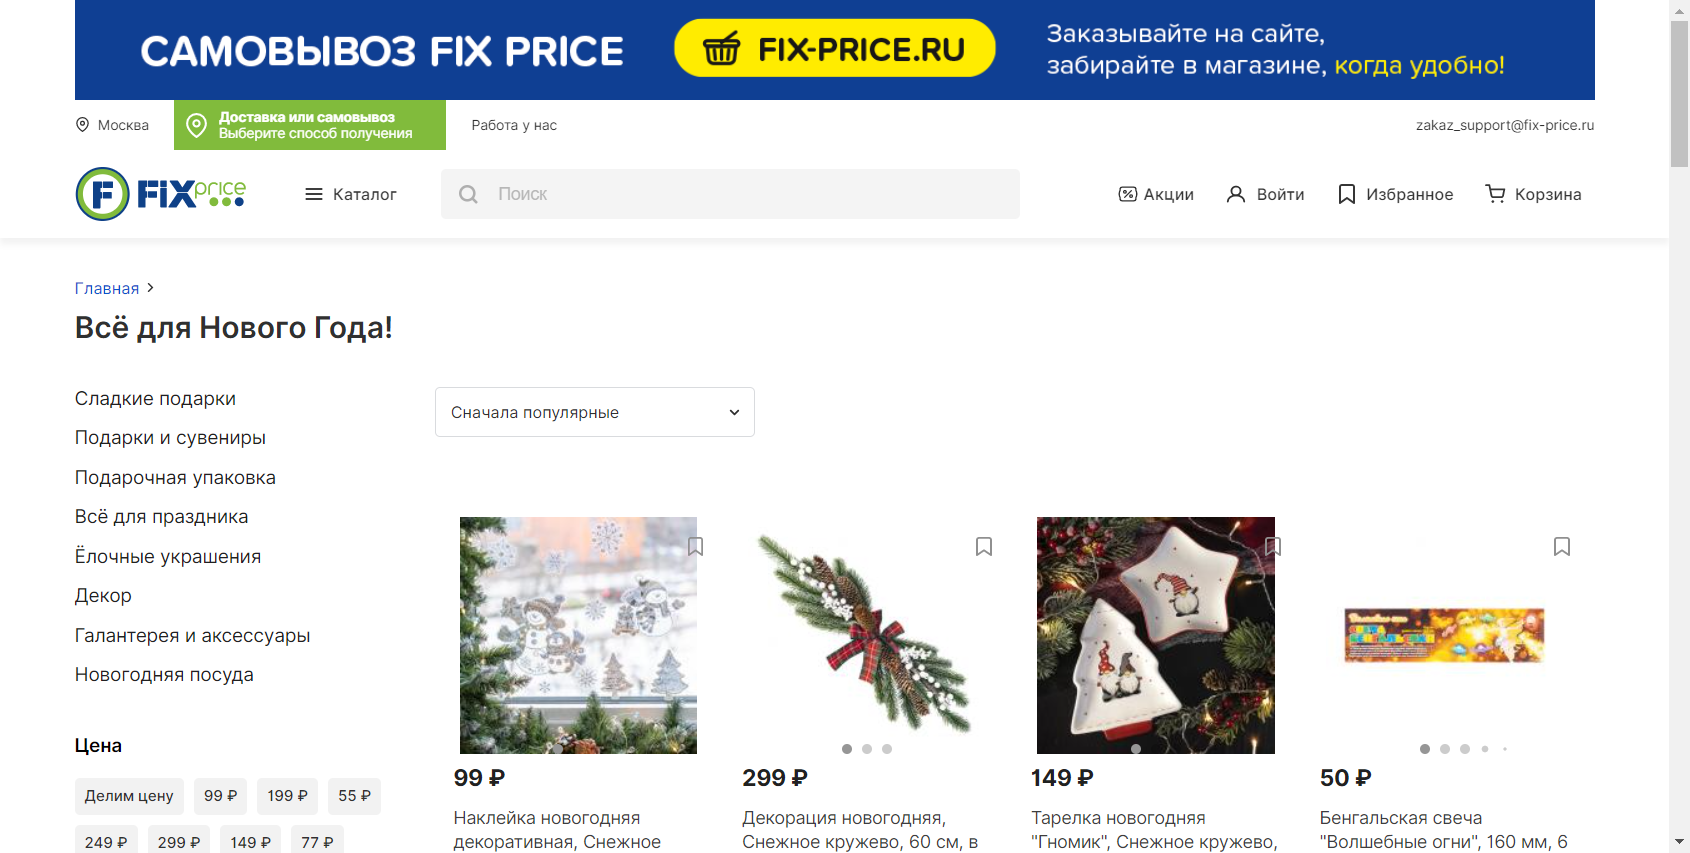 САМОВЫВОЗ FIX PRICE
FIX-PRICE.RU
Заказывайте на сайте,
забирайте в магазине, когда удобно!
Москва
Доставка или самовывоз
Выберите способ получения
Работа у нас
zakaz_support@fix-price.ru
F FiXprice
Каталог
Поиск
Акции
Войти
Избранное
Корзина
Главная
Всё для Нового Года!
Сладкие подарки
Подарки и сувениры
Подарочная упаковка
Всё для праздника
Ёлочные украшения
Декор
Галантерея и аксессуары
Новогодняя посуда
Цена
Делим цену
99 ₽
199 ₽
55 ₽
249 ₽
299 ₽
149 ₽
77 ₽
Сначала популярные
99 ₽
Наклейка новогодняя
декоративная, Снежное
299 ₽
Декорация новогодняя,
Снежное кружево, 60 см, в
149 ₽
Тарелка новогодняя
"Гномик", Снежное кружево,
50 ₽
Бенгальская свеча
"Волшебные огни", 160 мм, 6